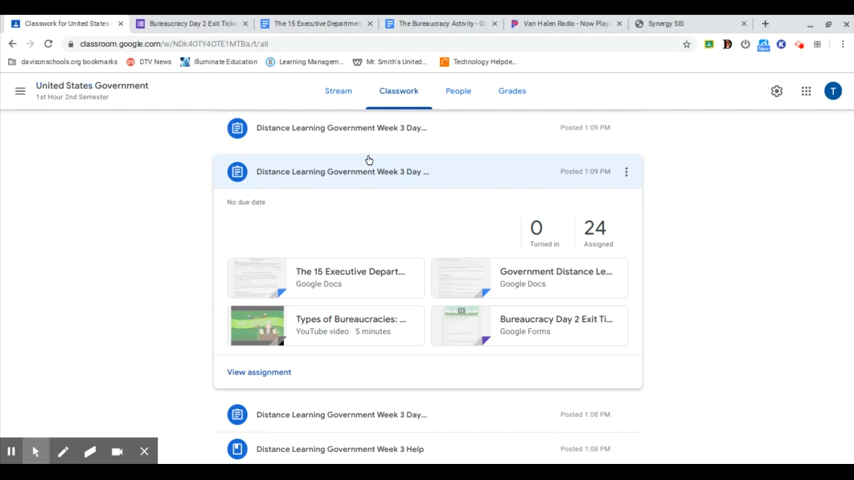 Classroom for United States G
Bureaucracy Day 2 Exit Ticke
The 15 Executive Department
The Bureaucracy Activity - Go
Van Halen Radio - Now Play
Synergy SIS
classroom.google.com/w/NDk4OTY4OTE1MTBa/t/all
davisonschools.org bookmarks
DTV News
Illuminate Education
Learning Managem...
Mr. Smith's United...
Technology Helpde...
United States Government
1st Hour 2nd Semester
Stream
Classwork
People
Grades
T
Distance Learning Government Week 3 Day...
Posted 1:09 PM
Distance Learning Government Week 3 Day ...
Posted 1:09 PM
No due date
0
Turned in
24
Assigned
The 15 Executive Depart...
Google Docs
Government Distance Le...
Google Docs
Types of Bureaucracies: ...
YouTube video 5 minutes
Bureaucracy Day 2 Exit Ti...
Google Forms
View assignment
Distance Learning Government Week 3 Day...
Posted 1:08 PM
Distance Learning Government Week 3 Help
Posted 1:08 PM